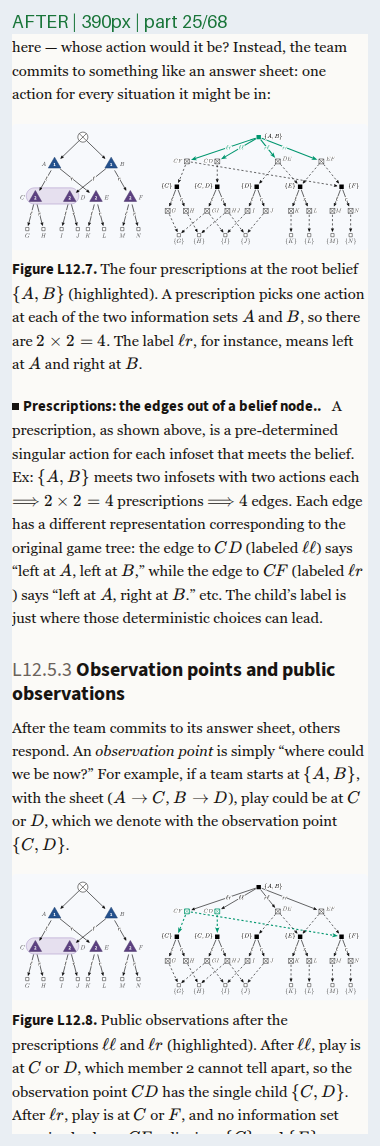 AFTER | 390px | part 25/68
here — whose action would it be? Instead, the team
commits to something like an answer sheet: one
action for every situation it might be in:
Figure L12.7. The four prescriptions at the root belief
{A, B} (highlighted). A prescription picks one action
at each of the two information sets A and B, so there
are 2 × 2 = 4. The label ℓr, for instance, means left
at A and right at B.
■ Prescriptions: the edges out of a belief node.. A
prescription, as shown above, is a pre-determined
singular action for each infoset that meets the belief.
Ex: {A, B} meets two infosets with two actions each
⟹ 2 × 2 = 4 prescriptions ⟹ 4 edges. Each edge
has a different representation corresponding to the
original game tree: the edge to CD (labeled ℓℓ) says
“left at A, left at B,” while the edge to CF (labeled ℓr
) says “left at A, right at B.” etc. The child’s label is
just where those deterministic choices can lead.
L12.5.3 Observation points and public
observations
After the team commits to its answer sheet, others
respond. An observation point is simply “where could
we be now?” For example, if a team starts at {A, B},
with the sheet (A → C, B → D), play could be at C
or D, which we denote with the observation point
{C, D}.
Figure L12.8. Public observations after the
prescriptions ℓℓ and ℓr (highlighted). After ℓℓ, play is
at C or D, which member 2 cannot tell apart, so the
observation point CD has the single child {C, D}.
After ℓr, play is at C or F, and no information set